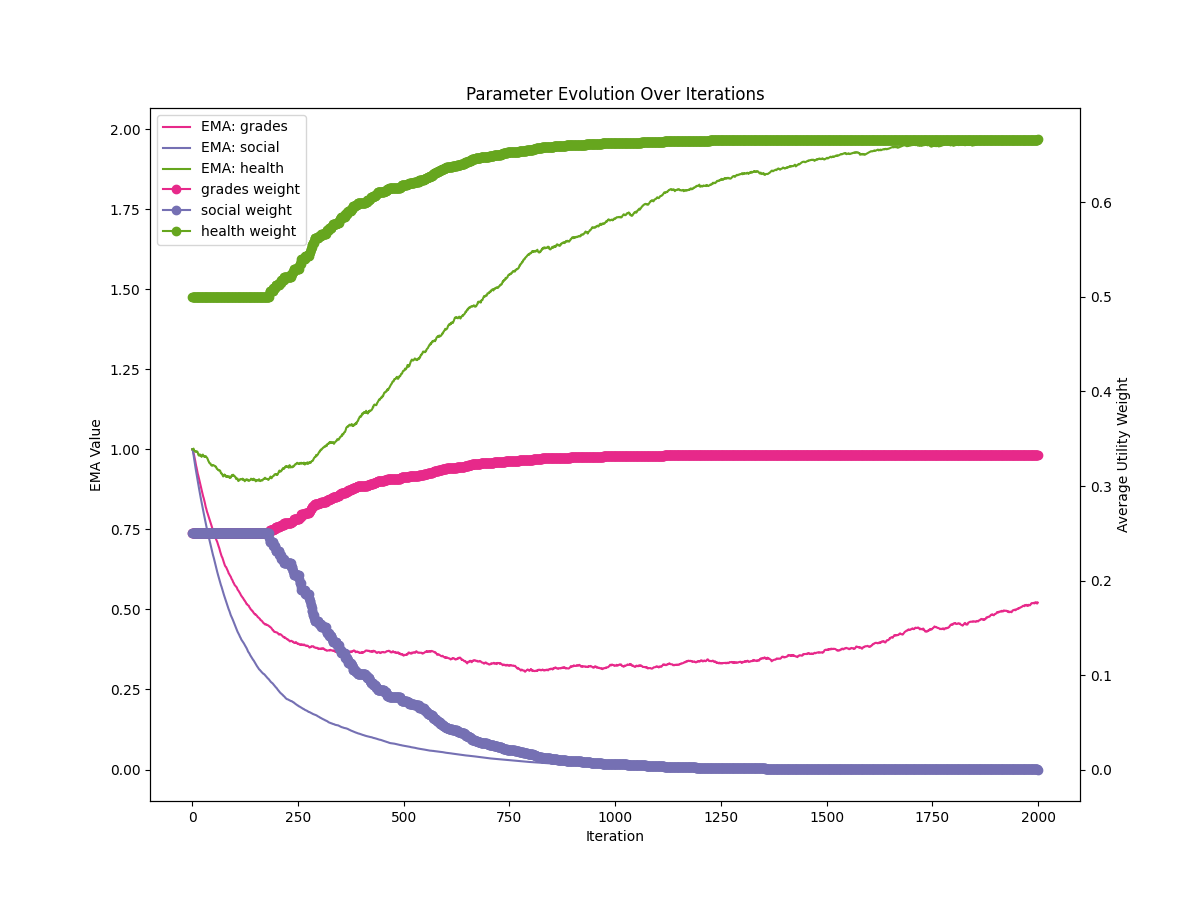 Parameter Evolution Over Iterations
EMA: grades
EMA: social
EMA: health
grades weight
social weight
health weight
2.00
1.75
1.50
1.25
1.00
0.75
0.50
0.25
0.00
EMA Value
0.6
0.5
0.4
0.3
0.2
0.1
0.0
Average Utility Weight
0 250 500 750 1000 1250 1500 1750 2000
Iteration